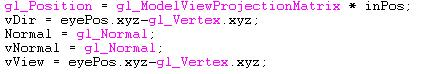 gl_Position = gl_ModelViewProjectionMatrix * inPos;
vDir = eyePos.xyz-gl_Vertex.xyz;
Normal = gl_Normal;
vNormal = gl_Normal;
vView = eyePos.xyz-gl_Vertex.xyz;